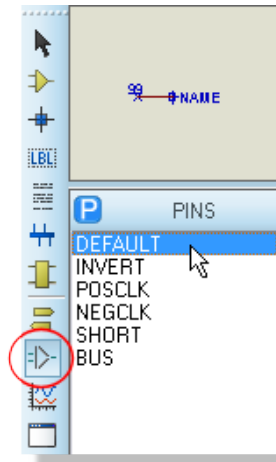 99 NAME
LBL
P PINS
DEFAULT
INVERT
POSCLK
NEGCLK
SHORT
BUS